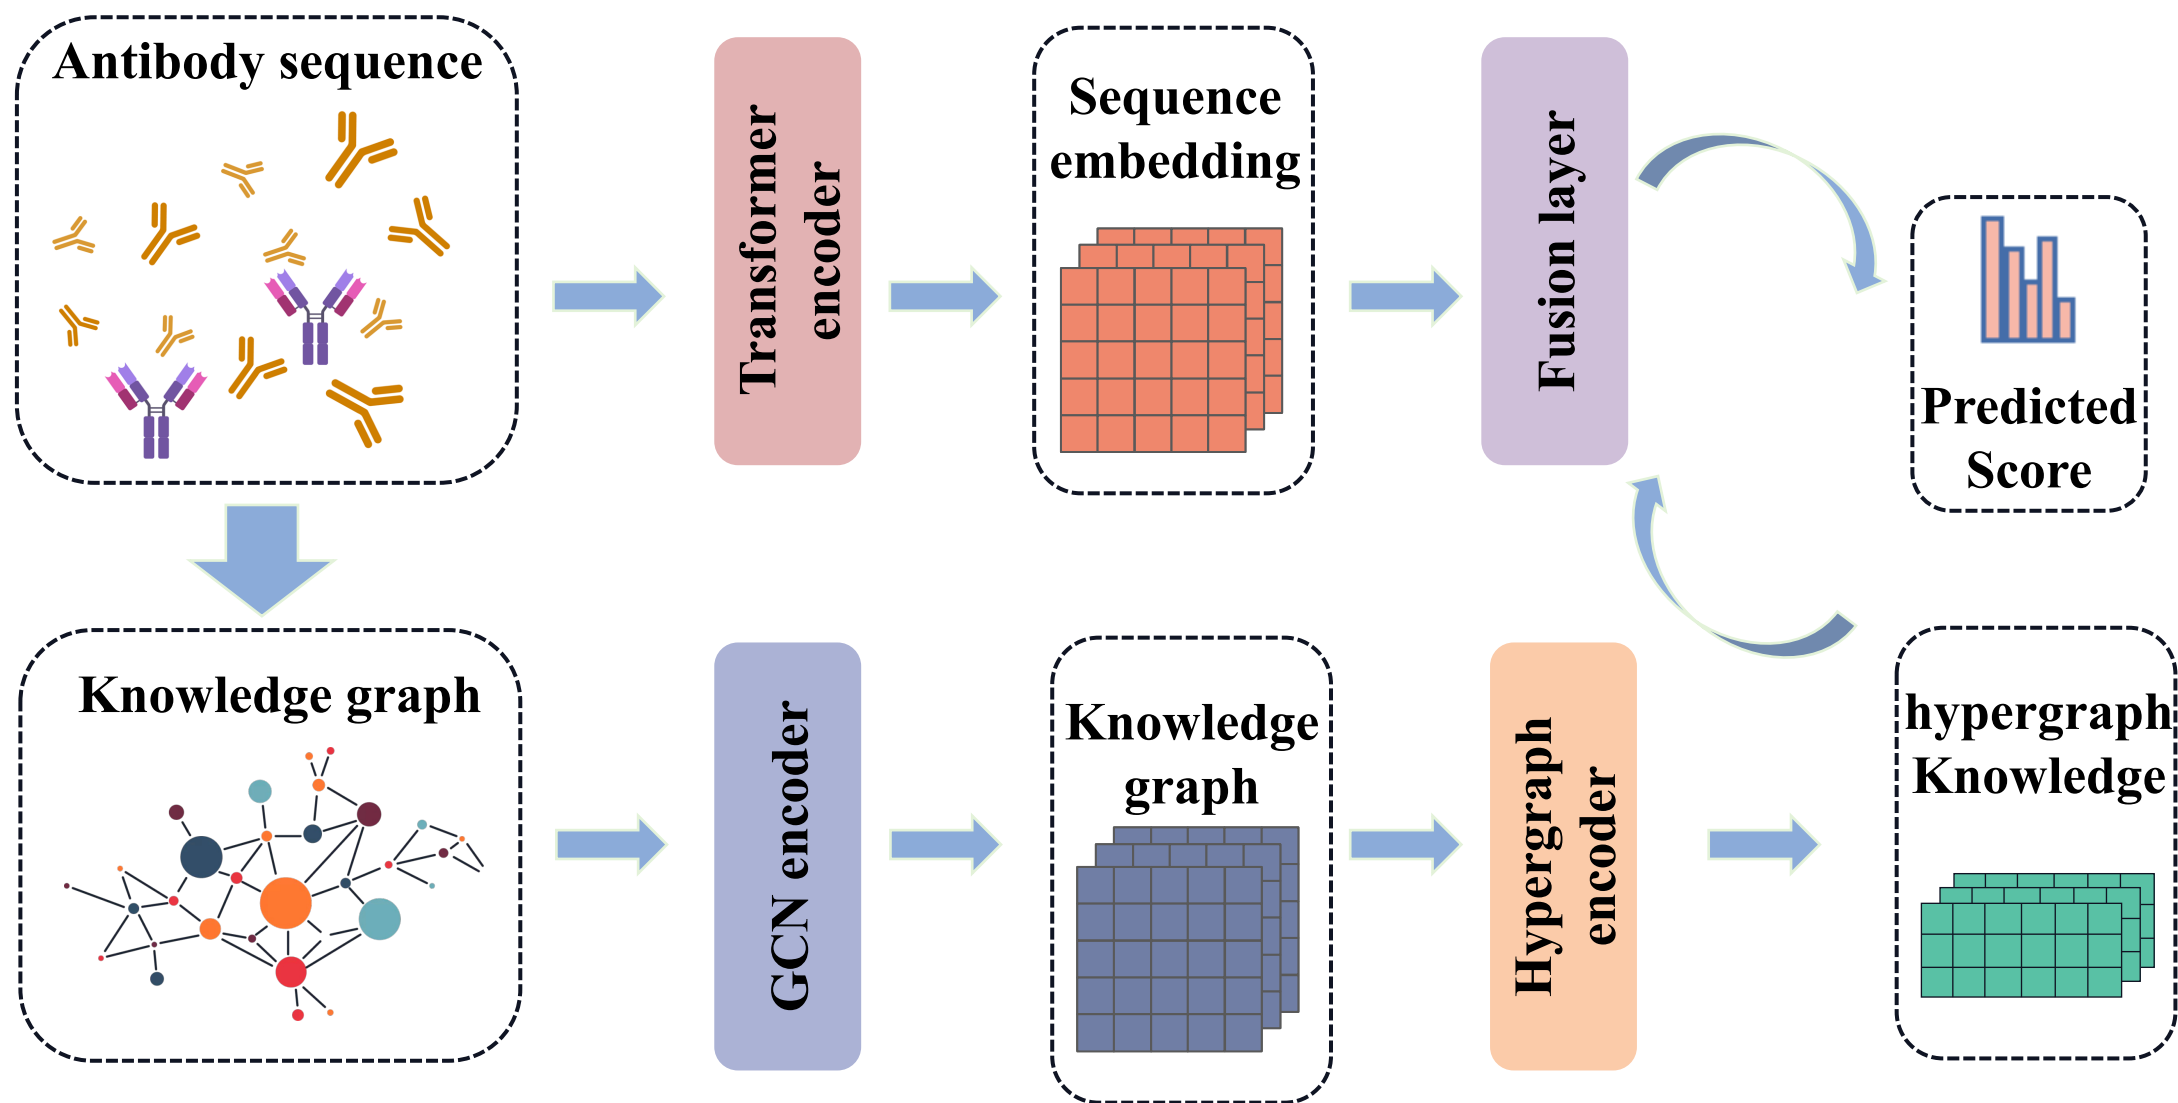 Antibody sequence
Transformer
encoder
Sequence
embedding
Fusion layer
Predicted
Score
Knowledge graph
GCN encoder
Knowledge
graph
Hypergraph
encoder
hypergraph
Knowledge